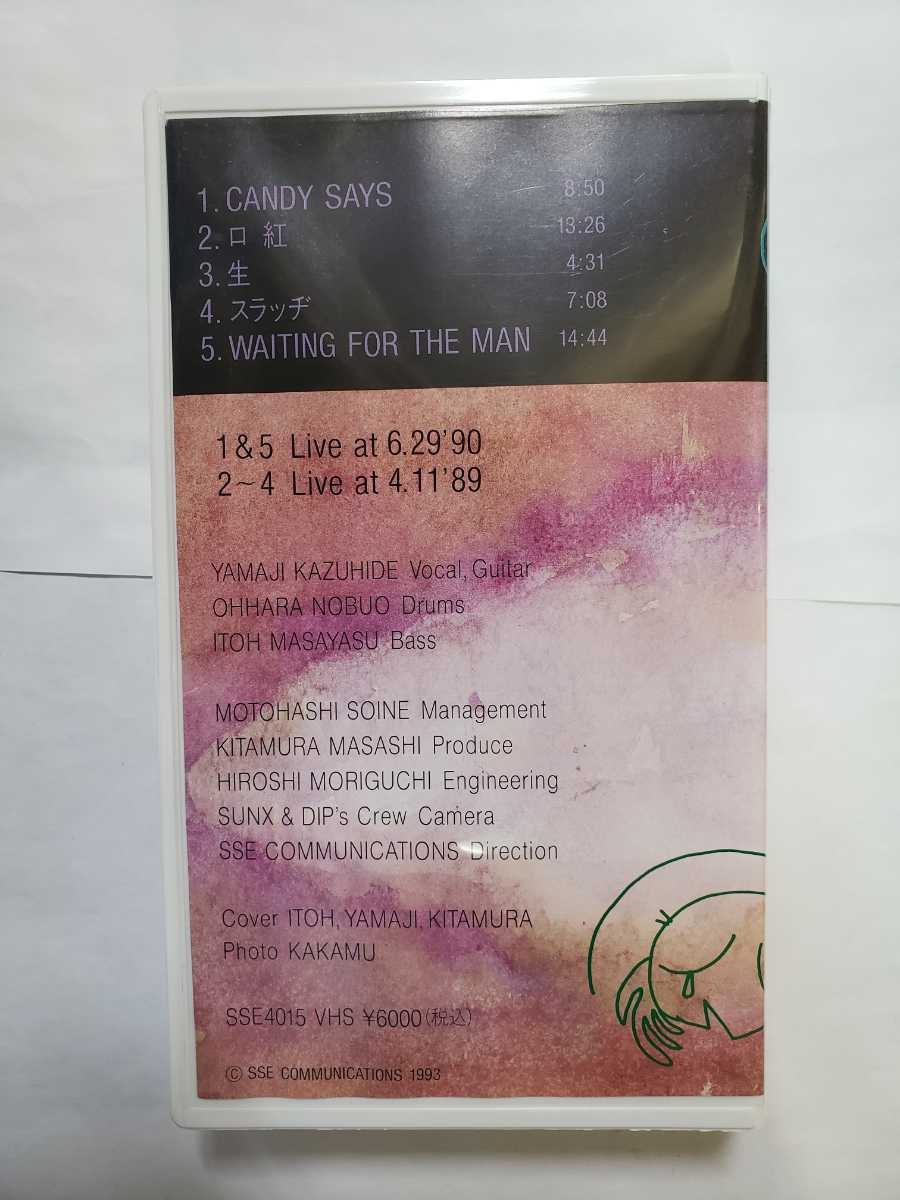 1. CANDY SAYS 8:50
2. 口紅 13:26
3. 生 4:31
4. スラッヂ 7:08
5. WAITING FOR THE MAN 14:44
1 & 5 Live at 6.29'90
2~4 Live at 4.11'89
YAMAJI KAZUHIDE Vocal, Guitar
OHHARA NOBUO Drums
ITOH MASAYASU Bass
MOTOHASHI SOINE Management
KITAMURA MASASHI Produce
HIROSHI MORIGUCHI Engineering
SUNX & DIP's Crew Camera
SSE COMMUNICATIONS Direction
Cover ITOH, YAMAJI, KITAMURA
Photo KAKAMU
SSE4015 VHS ¥6000(税込)
© SSE COMMUNICATIONS 1993